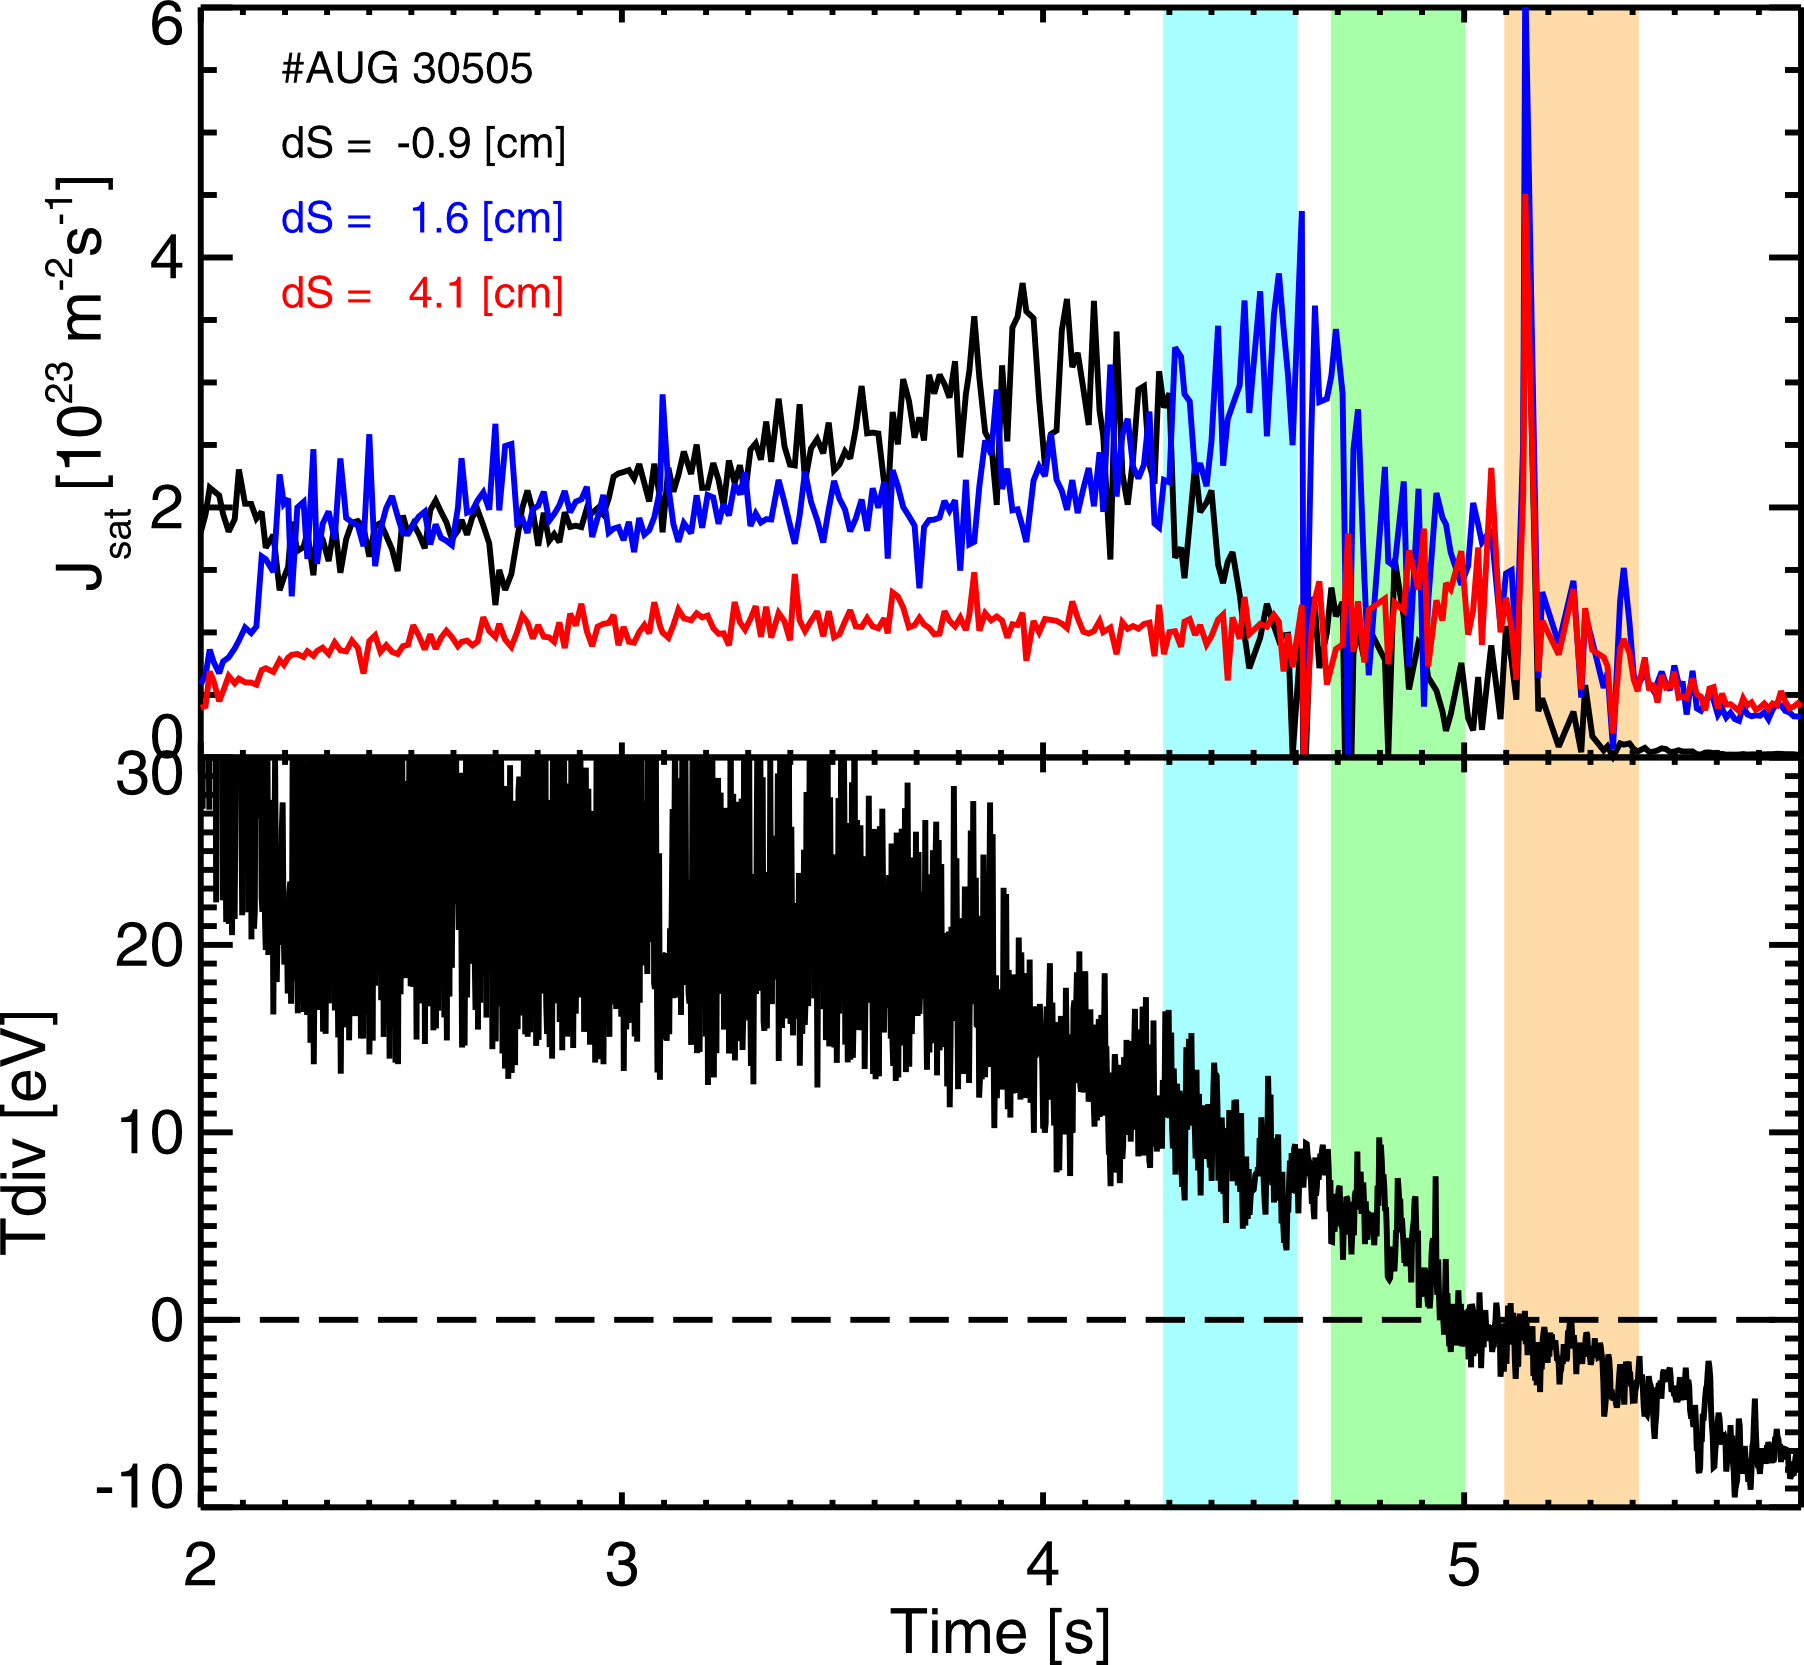 #AUG 30505
dS = -0.9 [cm]
dS = 1.6 [cm]
dS = 4.1 [cm]
J_sat [10^23 m^-2 s^-1]
6
4
2
0
Tdiv [eV]
30
20
10
0
-10
2 3 4 5
Time [s]